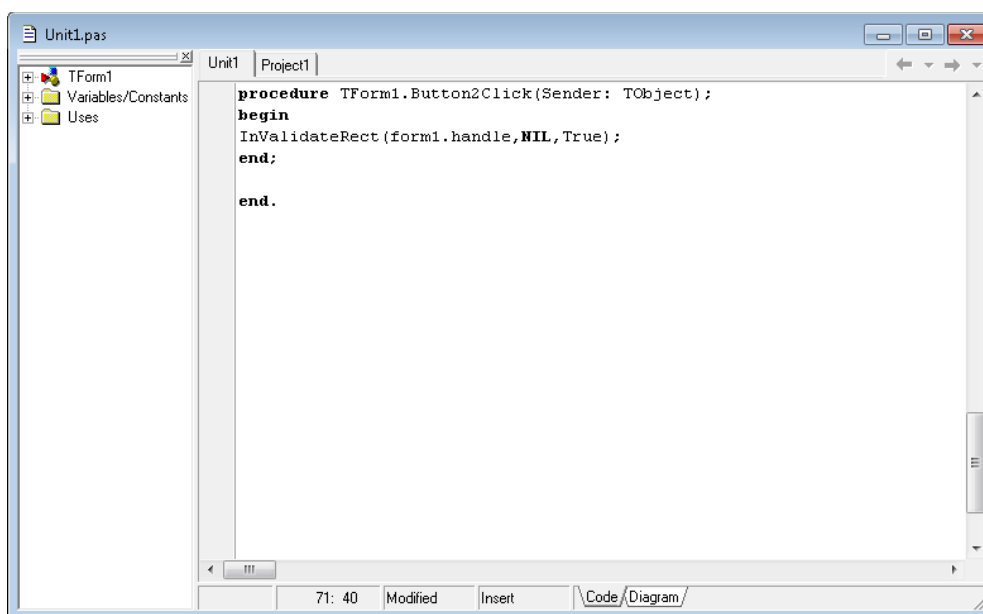 Unit1.pas
TForm1
Variables/Constants
Uses
Unit1 Project1
procedure TForm1.Button2Click(Sender: TObject);
begin
InValidateRect(form1.handle,NIL,True);
end;
end.
71: 40 Modified Insert Code Diagram